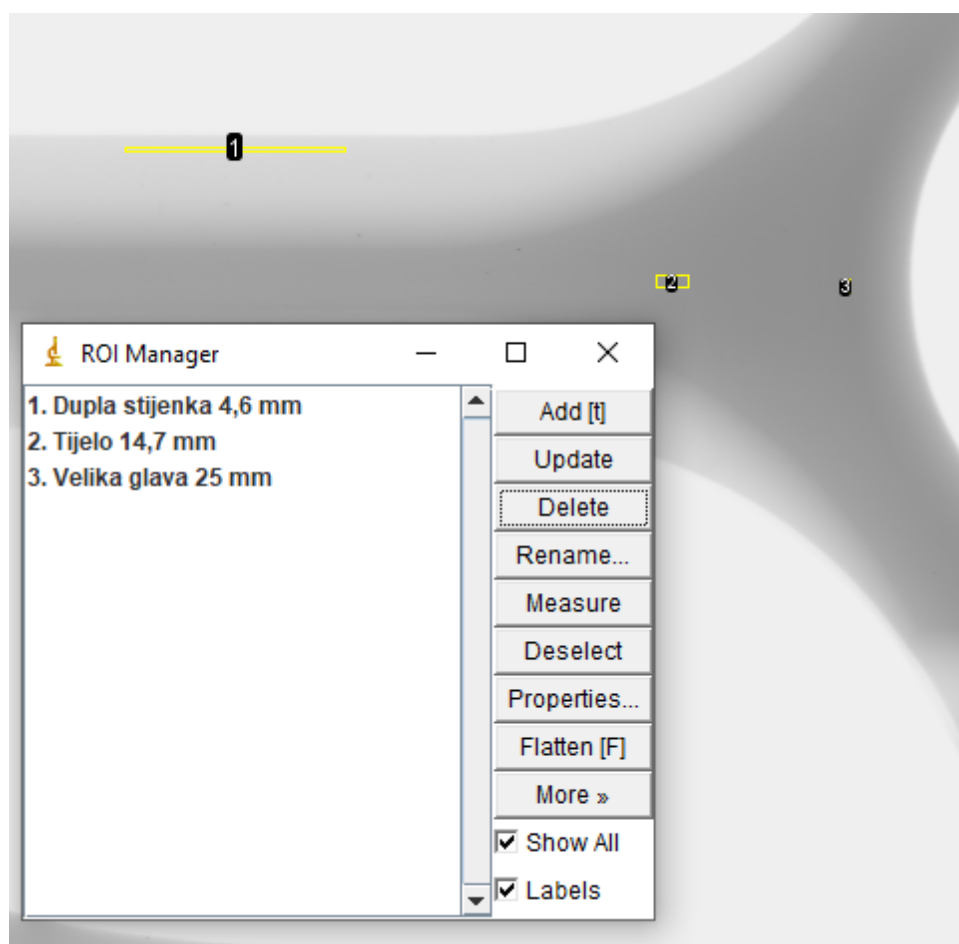 1
2
3
ROI Manager
1. Dupla stijenka 4,6 mm
2. Tijelo 14,7 mm
3. Velika glava 25 mm
Add [t]
Update
Delete
Rename...
Measure
Deselect
Properties...
Flatten [F]
More »
Show All
Labels